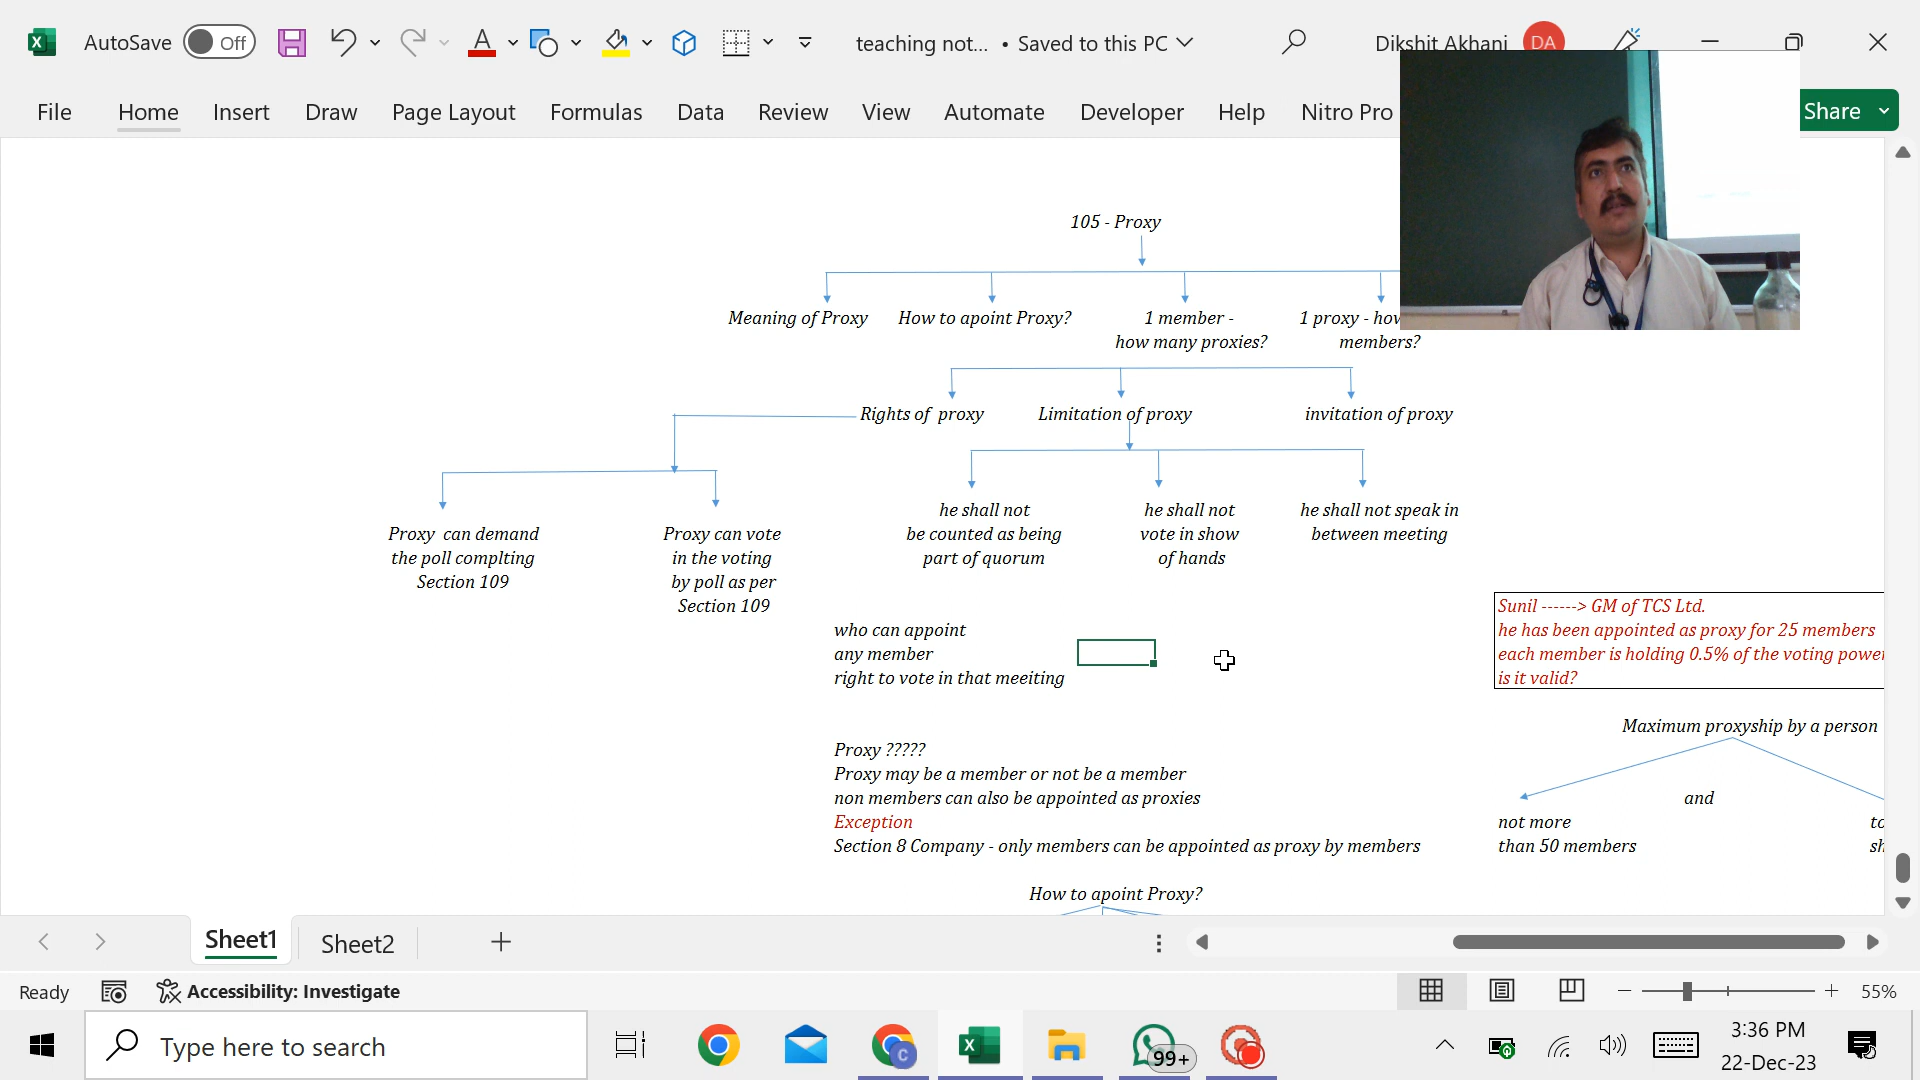 AutoSave Off
teaching not... • Saved to this PC
Dikshit Akhani DA
File Home Insert Draw Page Layout Formulas Data Review View Automate Developer Help Nitro Pro Share
105 - Proxy
Meaning of Proxy
How to apoint Proxy?
1 member -
how many proxies?
1 proxy - how
members?
Rights of proxy
Limitation of proxy
invitation of proxy
Proxy can demand
the poll complting
Section 109
Proxy can vote
in the voting
by poll as per
Section 109
he shall not
be counted as being
part of quorum
he shall not
vote in show
of hands
he shall not speak in
between meeting
who can appoint
any member
right to vote in that meeiting
Sunil ------> GM of TCS Ltd.
he has been appointed as proxy for 25 members
each member is holding 0.5% of the voting power
is it valid?
Proxy ?????
Proxy may be a member or not be a member
non members can also be appointed as proxies
Exception
Section 8 Company - only members can be appointed as proxy by members
Maximum proxyship by a person
and
not more
than 50 members
How to apoint Proxy?
Sheet1 Sheet2
Ready
Accessibility: Investigate
55%
Type here to search
99+
3:36 PM
22-Dec-23